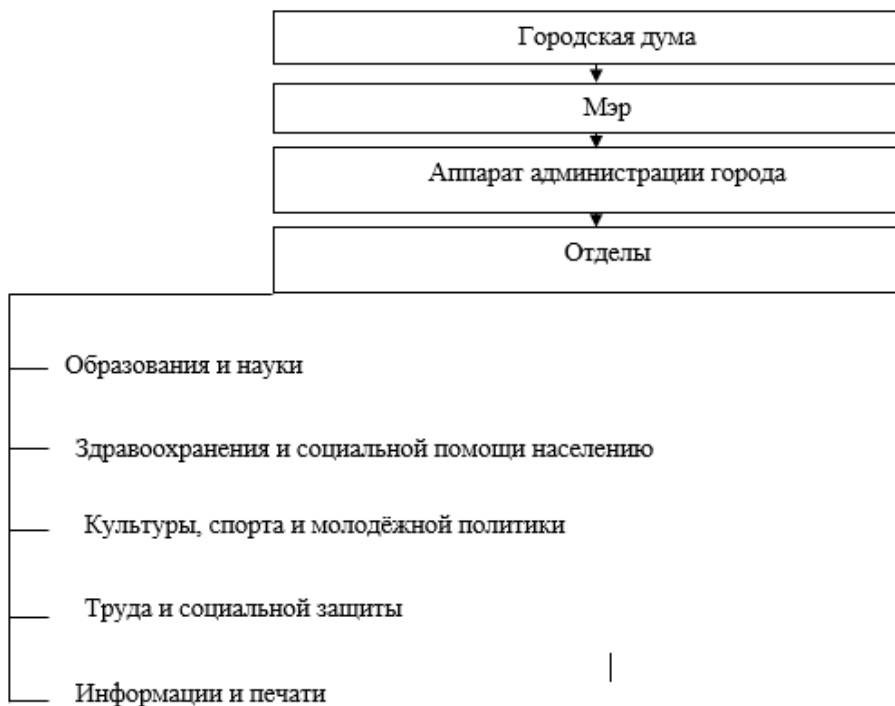 Городская дума
Мэр
Аппарат администрации города
Отделы
Образования и науки
Здравоохранения и социальной помощи населению
Культуры, спорта и молодёжной политики
Труда и социальной защиты
Информации и печати